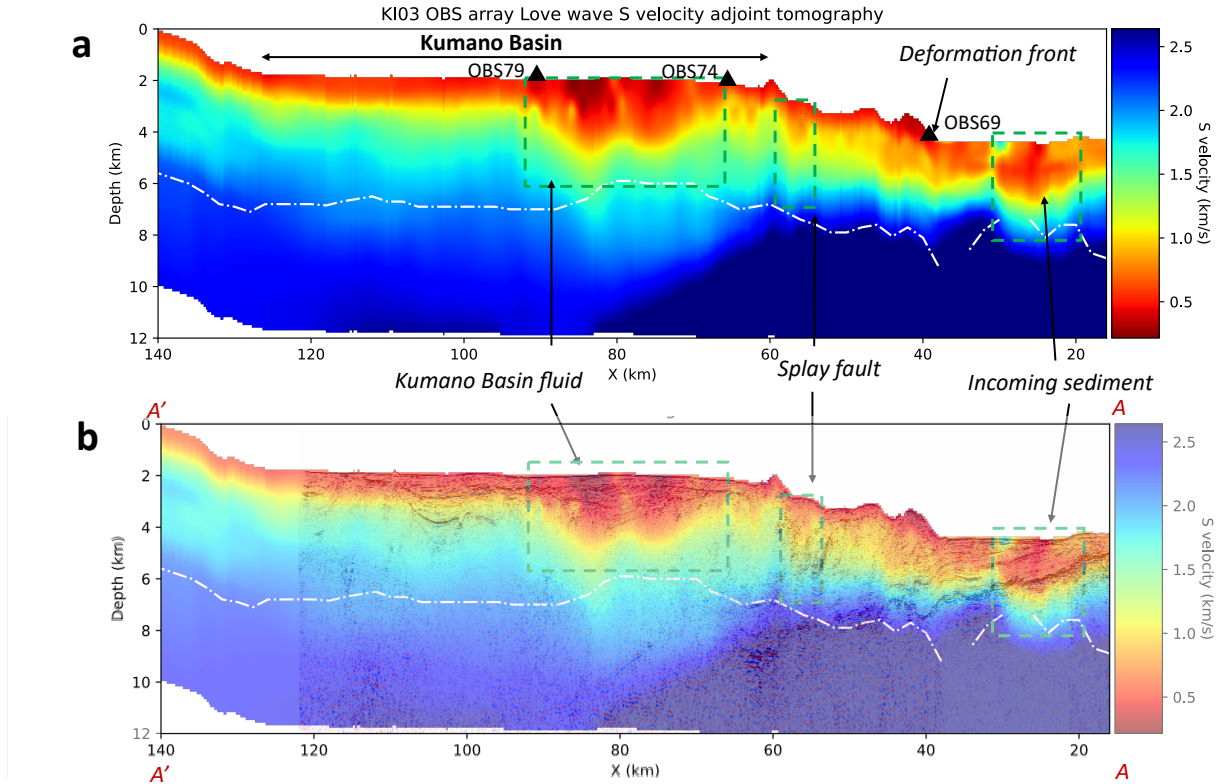 KI03 OBS array Love wave S velocity adjoint tomography
a
Kumano Basin
Deformation front
OBS79
OBS74
OBS69
0
2
4
6
8
10
12
Depth (km)
140
120
100
80
60
40
20
X (km)
2.5
2.0
1.5
1.0
0.5
S velocity (km/s)
Kumano Basin fluid
Splay fault
Incoming sediment
A'
A
b
0
2
4
6
8
10
12
Depth (km)
140
120
100
80
60
40
20
X (km)
2.5
2.0
1.5
1.0
0.5
S velocity (km/s)
A'
A